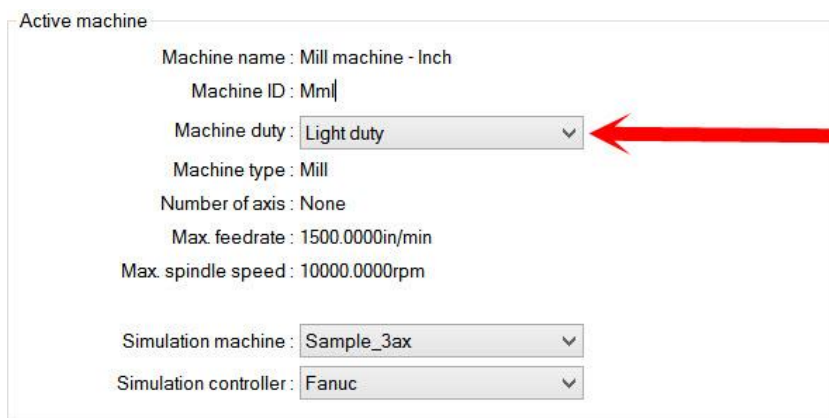 Active machine
Machine name : Mill machine - Inch
Machine ID : MmI
Machine duty : Light duty
Machine type : Mill
Number of axis : None
Max. feedrate : 1500.0000in/min
Max. spindle speed : 10000.0000rpm
Simulation machine : Sample_3ax
Simulation controller : Fanuc